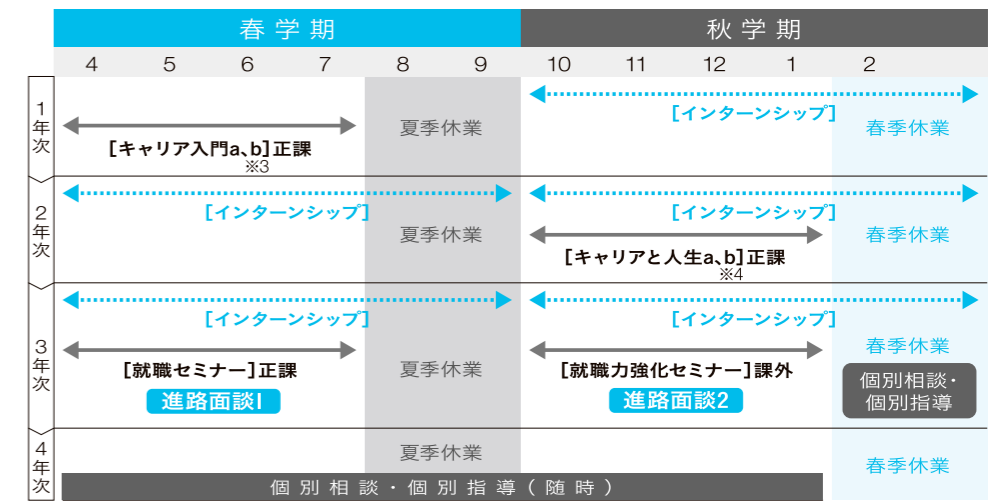 春学期 秋学期
4 5 6 7 8 9 10 11 12 1 2
1年次
[インターンシップ]
夏季休業
春季休業
[キャリア入門a、b]正課
※3
2年次
[インターンシップ] [インターンシップ]
夏季休業
春季休業
[キャリアと人生a、b]正課
※4
3年次
[インターンシップ] [インターンシップ]
春季休業
[就職セミナー]正課 夏季休業 [就職力強化セミナー]課外
個別相談・
個別指導
進路面談1 進路面談2
4年次
夏季休業
春季休業
個別相談・個別指導(随時)